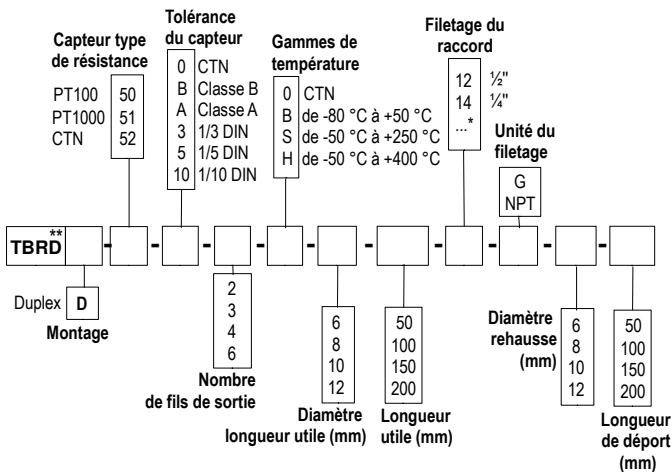 Capteur type
de résistance
PT100 50
PT1000 51
CTN 52
Tolérance
du capteur
0 CTN
B Classe B
A Classe A
3 1/3 DIN
5 1/5 DIN
10 1/10 DIN
Gammes de
température
0 CTN
B de -80 °C à +50 °C
S de -50 °C à +250 °C
H de -50 °C à +400 °C
Filetage du
raccord
12 ½"
14 ¼"
...*
Unité du
filetage
G
NPT
TBRD** - - - - - - - - - -
Duplex D
Montage
2
3
4
6
Nombre
de fils de sortie
6
8
10
12
Diamètre
longueur utile (mm)
50
100
150
200
Longueur
utile (mm)
Diamètre
rehausse
(mm)
6
8
10
12
50
100
150
200
Longueur
de déport
(mm)